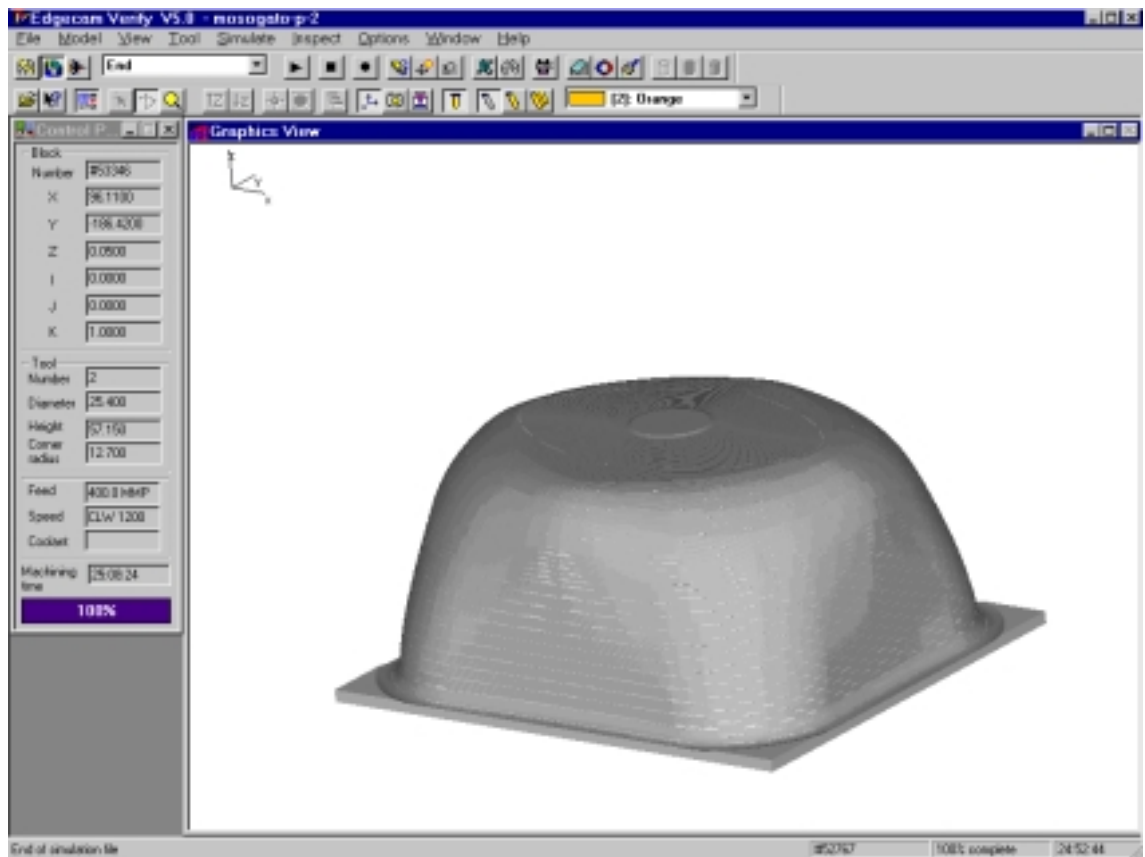 Edgecam Verify V5.0 - mosogato-p-2
File Model View Tool Simulate Inspect Options Window Help
End
(2): Orange
Control P...
Graphics View
Block
Number #53346
X 96.1100
Y -186.4200
Z 0.0500
I 0.0000
J 0.0000
K 1.0000
Tool
Number 2
Diameter 25.400
Height 57.150
Corner radius 12.700
Feed 400.0 MMP
Speed CLW 1200
Coolant
Machining time 25:08:24
100%
End of simulation file
#52767 100% complete 24:52:44